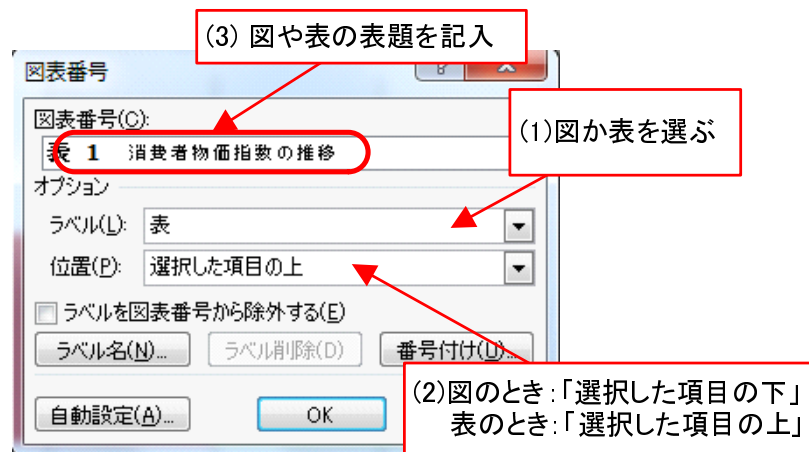 (3) 図や表の表題を記入
図表番号
図表番号(C):
表 1 消費者物価指数の推移
(1)図か表を選ぶ
オプション
ラベル(L): 表
位置(P): 選択した項目の上
ラベルを図表番号から除外する(E)
ラベル名(N)... ラベル削除(D) 番号付け(U)...
(2)図のとき:「選択した項目の下」
表のとき:「選択した項目の上」
自動設定(A)... OK